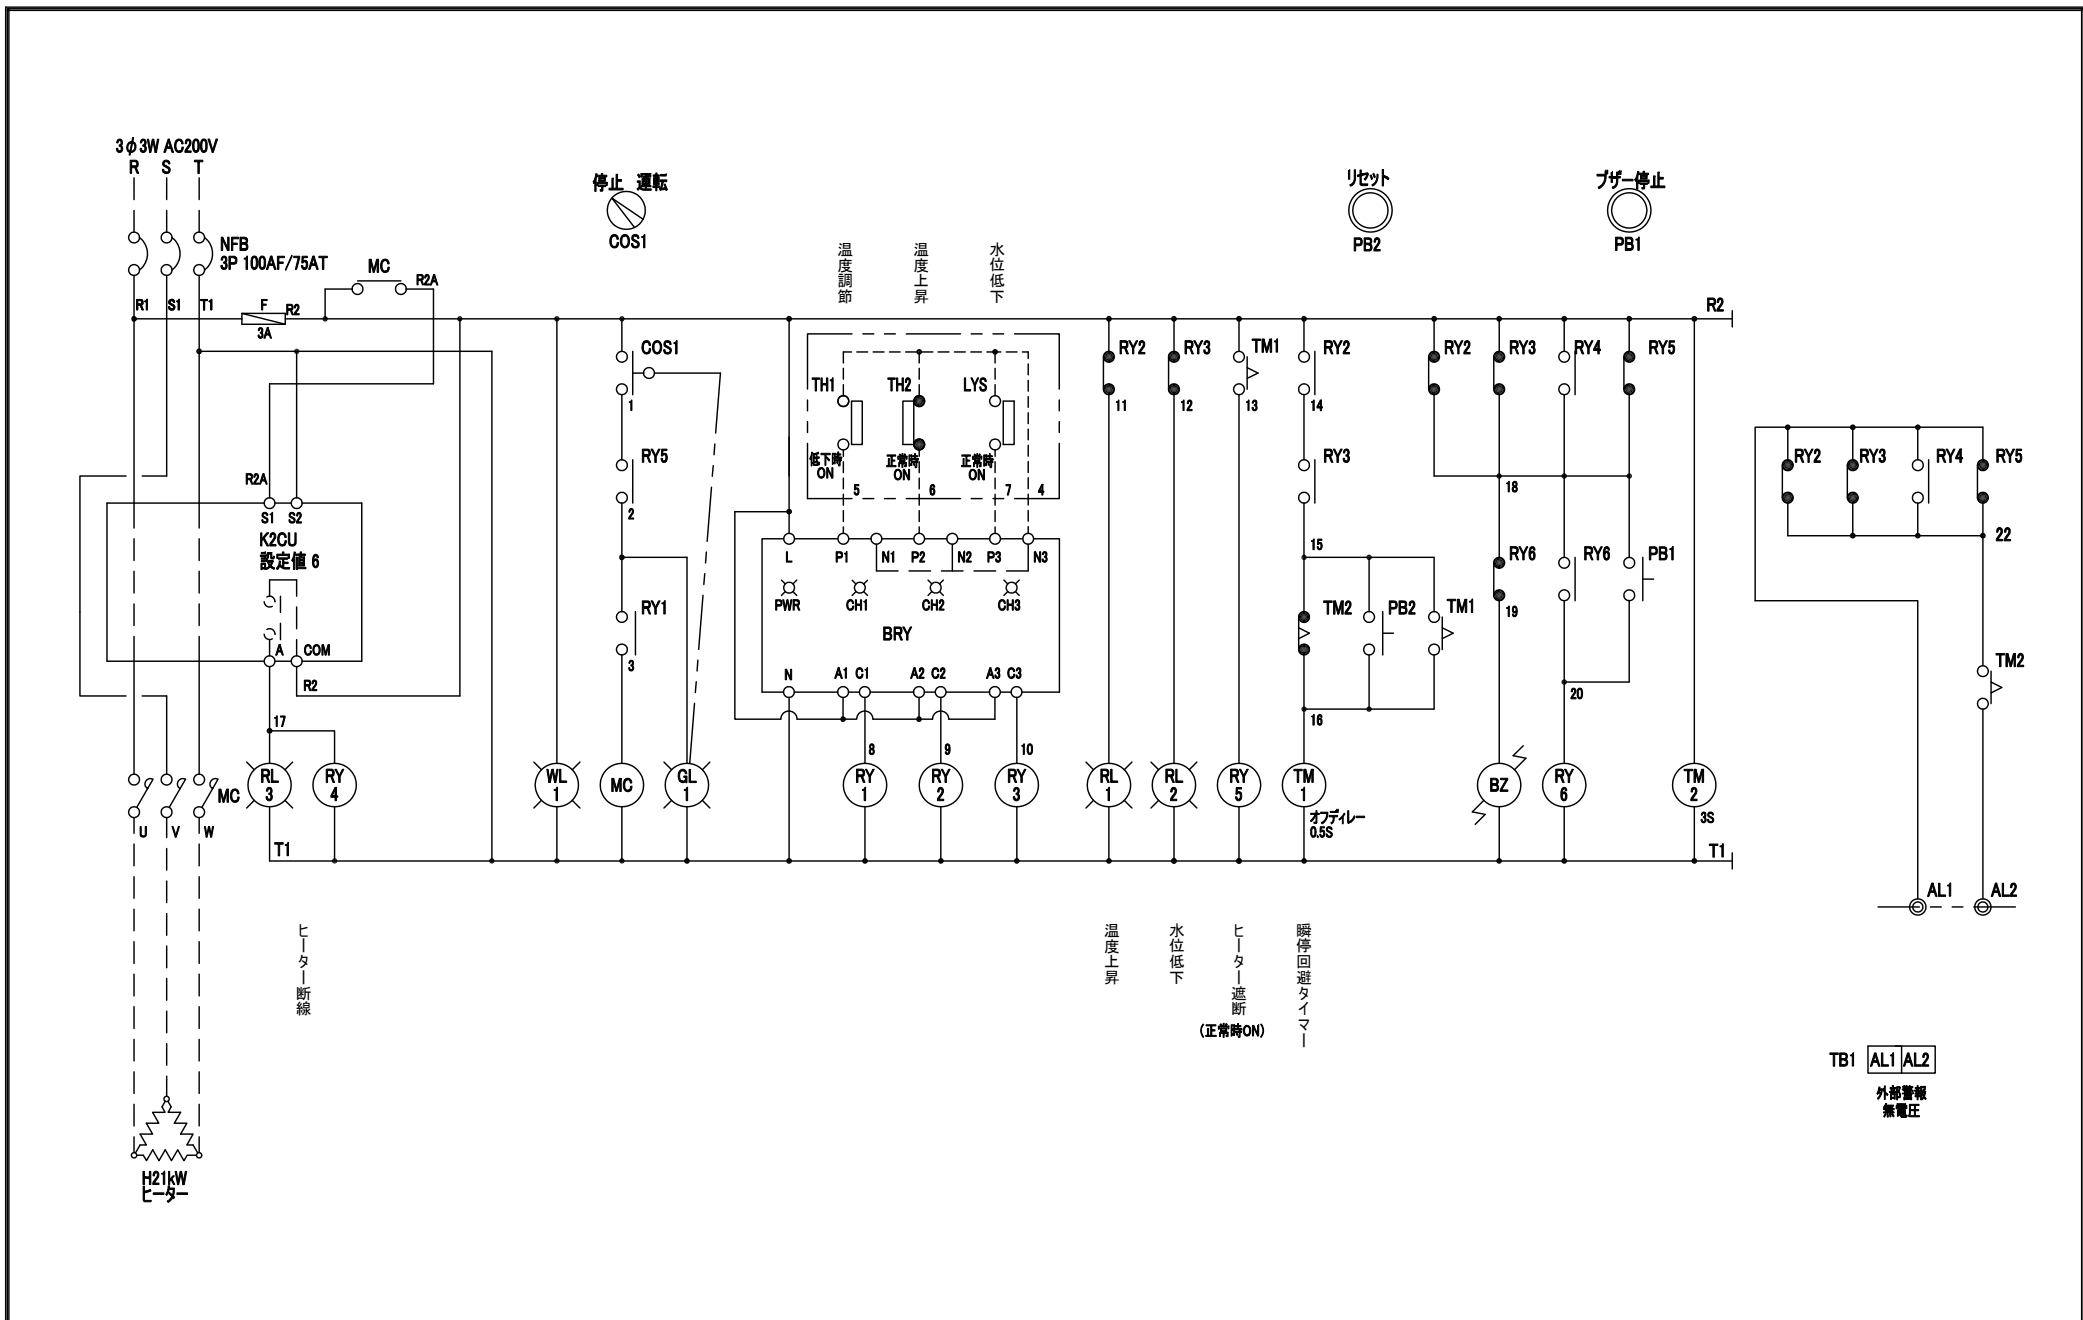 3φ3W AC200V
R S T
NFB
3P 100AF/75AT
R1 S1 T1
F
3A
R2
MC
R2A
停止 運転
COS1
リセット
PB2
ブザー停止
PB1
温度調節
温度上昇
水位低下
R2
COS1
1
RY5
2
RY1
3
TH1
低下時
ON
TH2
正常時
ON
LYS
正常時
ON
5 6 7 4
RY2
11
RY3
12
TM1
13
RY2
14
RY3
15
TM2 PB2 TM1
16
RY2 RY3 RY4 RY5
18
RY6 RY6 PB1
19
20
RY2 RY3 RY4 RY5
22
TM2
R2A
S1 S2
K2CU
設定値 6
A COM
R2
17
L P1 N1 P2 N2 P3 N3
PWR CH1 CH2 CH3
BRY
N A1 C1 A2 C2 A3 C3
8 9 10
MC
U V W
RL
3
RY
4
WL
1
MC
GL
1
RY
1
RY
2
RY
3
RL
1
RL
2
RY
5
TM
1
オフディレー
0.5S
BZ
RY
6
TM
2
3S
T1
T1
AL1 AL2
ヒーター断線
温度上昇
水位低下
ヒーター遮断
(正常時ON)
瞬停回避タイマー
TB1 AL1 AL2
外部警報
無電圧
H21kW
ヒーター